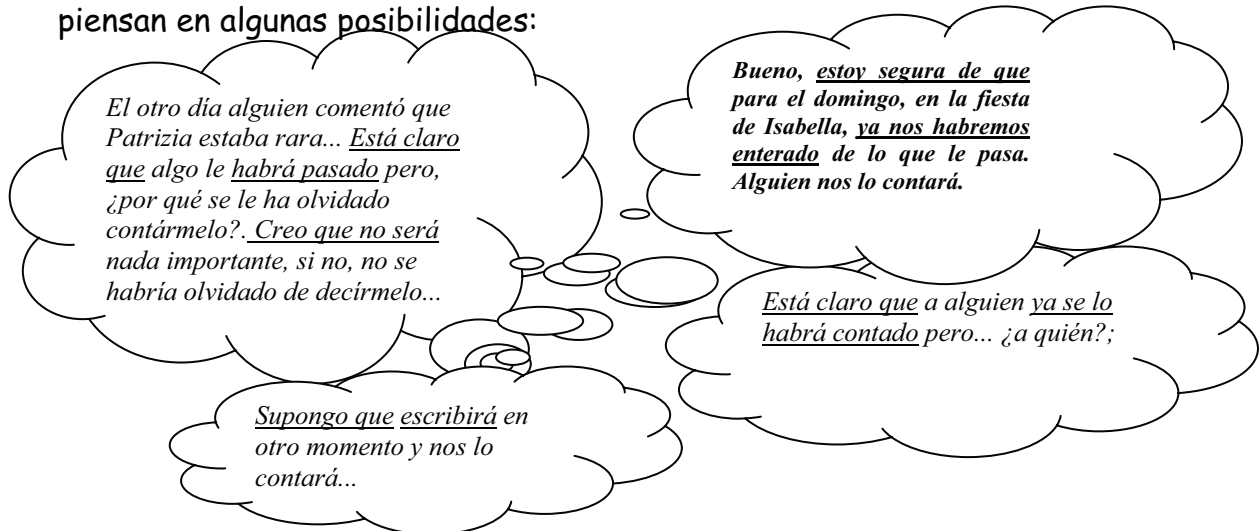 piensan en algunas posibilidades:
El otro día alguien comentó que
Patrizia estaba rara... Está claro
que algo le habrá pasado pero,
¿por qué se le ha olvidado
contármelo?. Creo que no será
nada importante, si no, no se
habría olvidado de decírmelo...
Bueno, estoy segura de que
para el domingo, en la fiesta
de Isabella, ya nos habremos
enterado de lo que le pasa.
Alguien nos lo contará.
Está claro que a alguien ya se lo
habrá contado pero... ¿a quién?;
Supongo que escribirá en
otro momento y nos lo
contará...